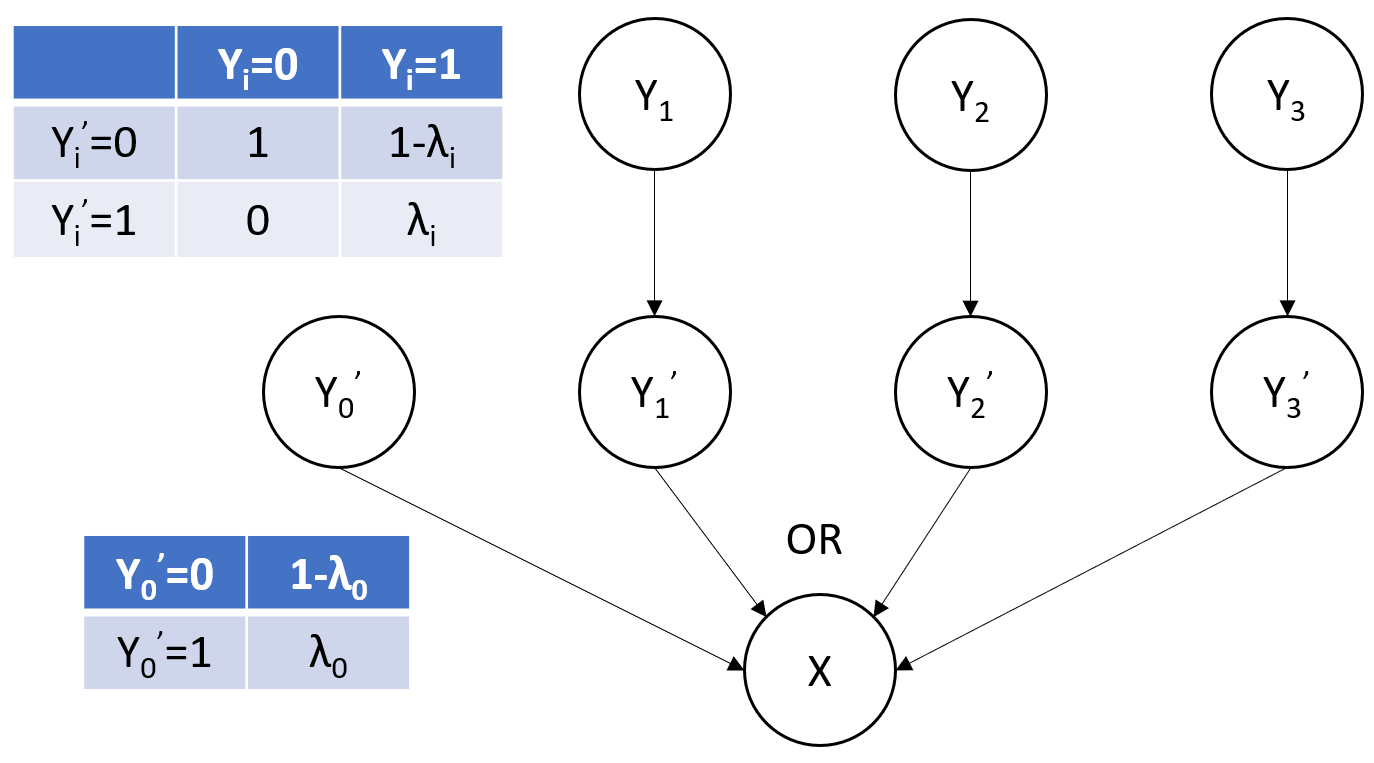 Yᵢ=0 Yᵢ=1
Yᵢ’=0 1 1-λᵢ
Yᵢ’=1 0 λᵢ
Y₁ Y₂ Y₃
Y₀’ Y₁’ Y₂’ Y₃’
OR
Y₀’=0 1-λ₀
Y₀’=1 λ₀
X